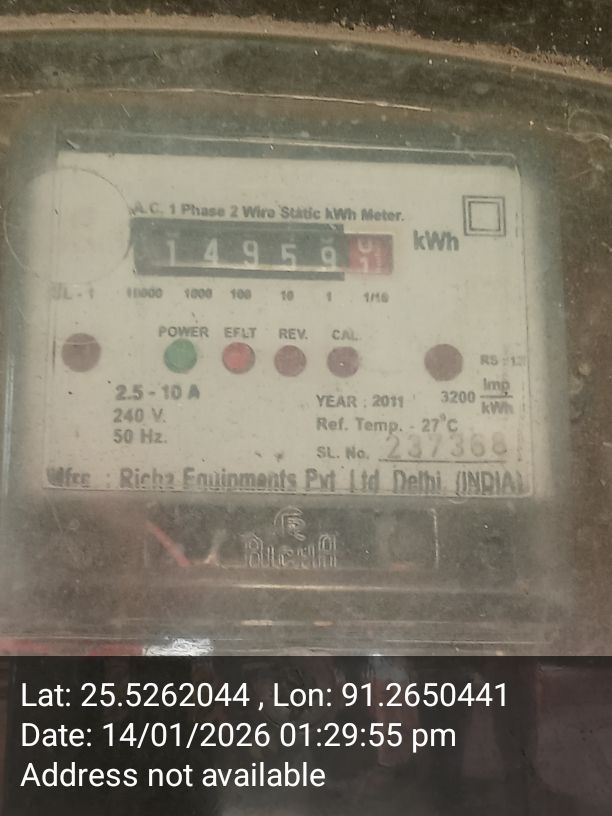 A.C. 1 Phase 2 Wire Static kWh Meter.
14959
kWh
10000 1000 100 10 1 1/10
POWER EFLT REV. CAL.
2.5 - 10 A
240 V.
50 Hz.
3200 Imp/kWh
YEAR : 2011
Ref. Temp. - 27°C
SL. No. 237368
Mfrs : Richa Equipments Pvt Ltd Delhi (INDIA)
RICHA
Lat: 25.5262044 , Lon: 91.2650441
Date: 14/01/2026 01:29:55 pm
Address not available